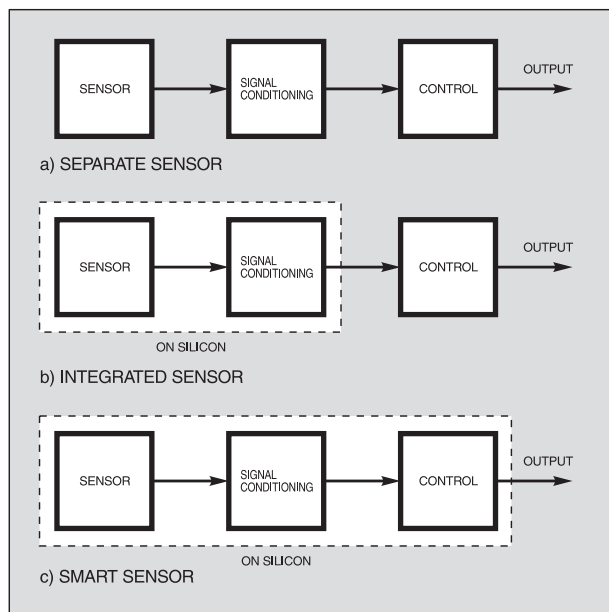 SENSOR
SIGNAL
CONDITIONING
CONTROL
OUTPUT
a) SEPARATE SENSOR
SENSOR
SIGNAL
CONDITIONING
CONTROL
OUTPUT
ON SILICON
b) INTEGRATED SENSOR
SENSOR
SIGNAL
CONDITIONING
CONTROL
OUTPUT
ON SILICON
c) SMART SENSOR